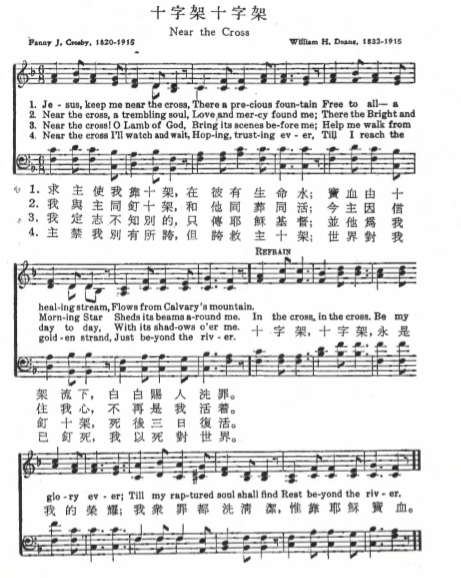 十字架十字架
Near the Cross
Fanny J. Crosby, 1820-1915 William H. Doane, 1832-1915
1. Je - sus, keep me near the cross, There a pre-cious foun-tain Free to all— a
2. Near the cross, a trembling soul, Love and mer-cy found me; There the Bright and
3. Near the cross! O Lamb of God, Bring its scenes be-fore me; Help me walk from
4. Near the cross I'll watch and wait, Hop-ing, trust-ing ev - er, Till I reach the
1. 求主使我靠十架, 在彼有生命水; 寶血由十
2. 我與主同釘十架, 和他同葬同活; 今主因信
3. 我定志不知別的, 只傳耶穌基督; 並他為我
4. 主禁我別有所誇, 但誇救主十架; 世界對我
REFRAIN
heal-ing stream, Flows from Calvary's mountain.
Morn-ing Star Sheds its beams a-round me. In the cross, in the cross, Be my
day to day, With its shad-ows o'er me.
gold-en strand, Just be-yond the riv - er.
十字架, 十字架, 永是
架流下, 白白賜人洗罪。
住我心, 不再是我活着。
釘十架, 死後三日復活。
已釘死, 我以死對世界。
glo - ry ev - er; Till my rap-tured soul shall find Rest be-yond the riv - er.
我的榮耀; 我衆罪都洗清潔, 惟靠耶穌寶血。